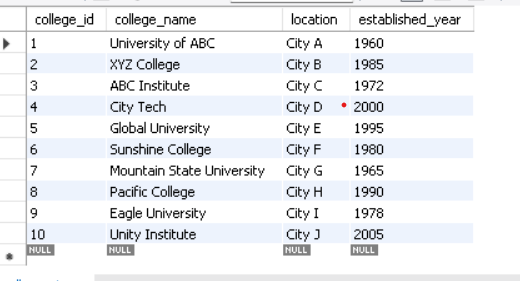 college_id college_name location established_year
1 University of ABC City A 1960
2 XYZ College City B 1985
3 ABC Institute City C 1972
4 City Tech City D 2000
5 Global University City E 1995
6 Sunshine College City F 1980
7 Mountain State University City G 1965
8 Pacific College City H 1990
9 Eagle University City I 1978
10 Unity Institute City J 2005
NULL NULL NULL NULL